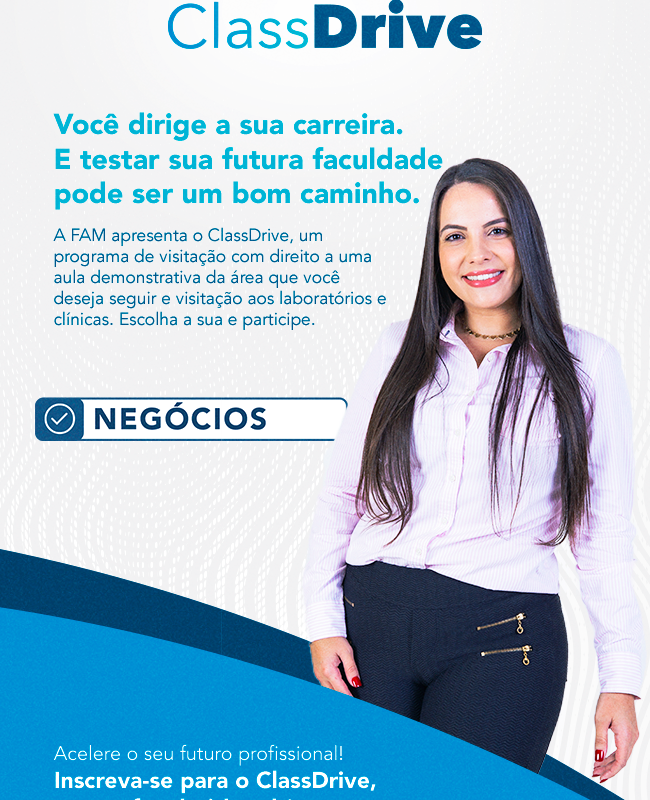 ClassDrive
Você dirige a sua carreira.
E testar sua futura faculdade
pode ser um bom caminho.
A FAM apresenta o ClassDrive, um
programa de visitação com direito a uma
aula demonstrativa da área que você
deseja seguir e visitação aos laboratórios e
clínicas. Escolha a sua e participe.
NEGÓCIOS
Acelere o seu futuro profissional!
Inscreva-se para o ClassDrive,